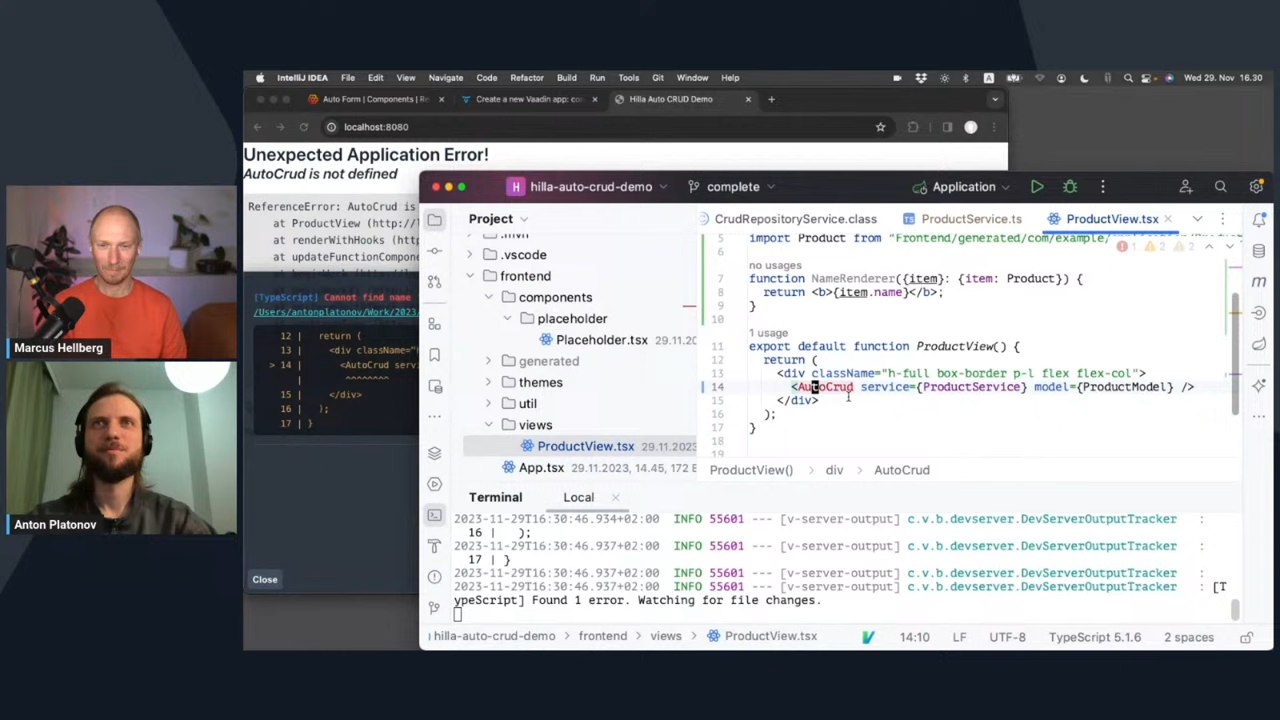 IntelliJ IDEA File Edit View Navigate Code Refactor Build Run Tools Git Window Help A Wed 29. Nov 16.30
Auto Form | Components | Re Create a new Vaadin app: co Hilla Auto CRUD Demo
localhost:8080
Unexpected Application Error!
AutoCrud is not defined
ReferenceError: AutoCrud is
at ProductView (http://l
at renderWithHooks (htt
at updateFunctionCompone
[TypeScript] Cannot find name
/Users/antonplatonov/Work/2023
12 | return (
13 | <div className="h
> 14 | <AutoCrud servi
^^^^^^^^
15 | </div>
16 | );
17 | }
Close
Marcus Hellberg
Anton Platonov
H hilla-auto-crud-demo complete Application
Project
CrudRepositoryService.class ProductService.ts ProductView.tsx
.mvn
.vscode
frontend
components
placeholder
Placeholder.tsx
generated
themes
util
views
ProductView.tsx 29.11.2023
App.tsx 29.11.2023, 14.45, 172 B
1 2 2
5 import Product from "Frontend/generated/com/example/
6
no usages
7 function NameRenderer({item}: {item: Product}) {
8 return <b>{item.name}</b>;
9 }
10
1 usage
11 export default function ProductView() {
12 return (
13 <div className="h-full box-border p-l flex flex-col">
14 <AutoCrud service={ProductService} model={ProductModel} />
15 </div>
16 );
17 }
18
19
ProductView() div AutoCrud
Terminal Local
2023-11-29T16:30:46.934+02:00 INFO 55601 --- [v-server-output] c.v.b.devserver.DevServerOutputTracker :
16 | );
2023-11-29T16:30:46.937+02:00 INFO 55601 --- [v-server-output] c.v.b.devserver.DevServerOutputTracker :
17 | }
2023-11-29T16:30:46.937+02:00 INFO 55601 --- [v-server-output] c.v.b.devserver.DevServerOutputTracker :
2023-11-29T16:30:46.937+02:00 INFO 55601 --- [v-server-output] c.v.b.devserver.DevServerOutputTracker : [T
ypeScript] Found 1 error. Watching for file changes.
hilla-auto-crud-demo frontend views ProductView.tsx 14:10 LF UTF-8 TypeScript 5.1.6 2 spaces